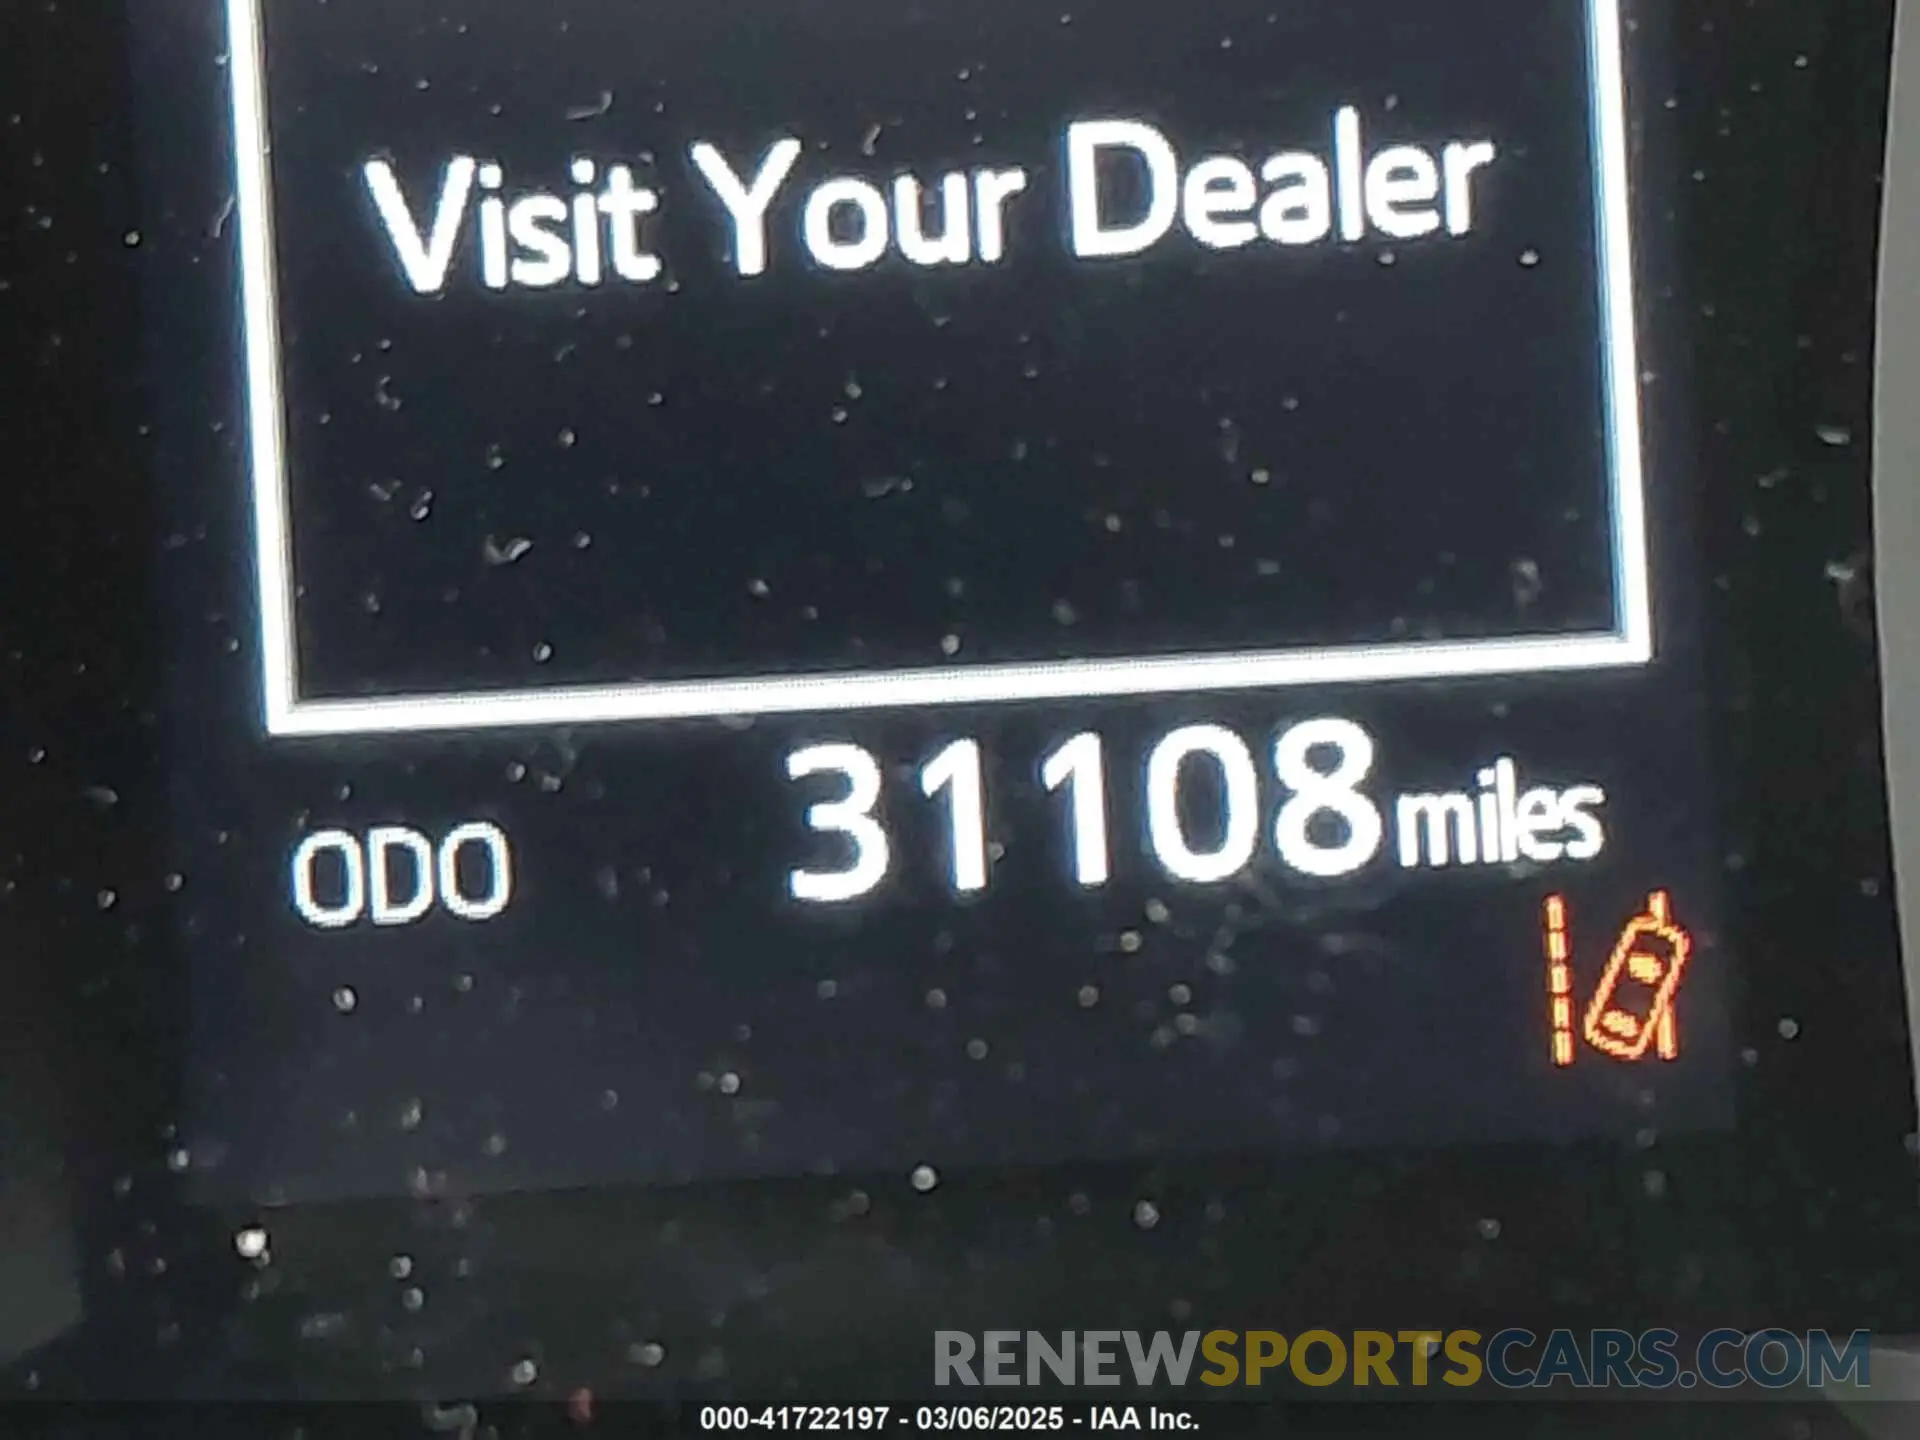 Visit Your Dealer
ODO 31108 miles
RENEWSPORTSCARS.COM
000-41722197 - 03/06/2025 - IAA Inc.